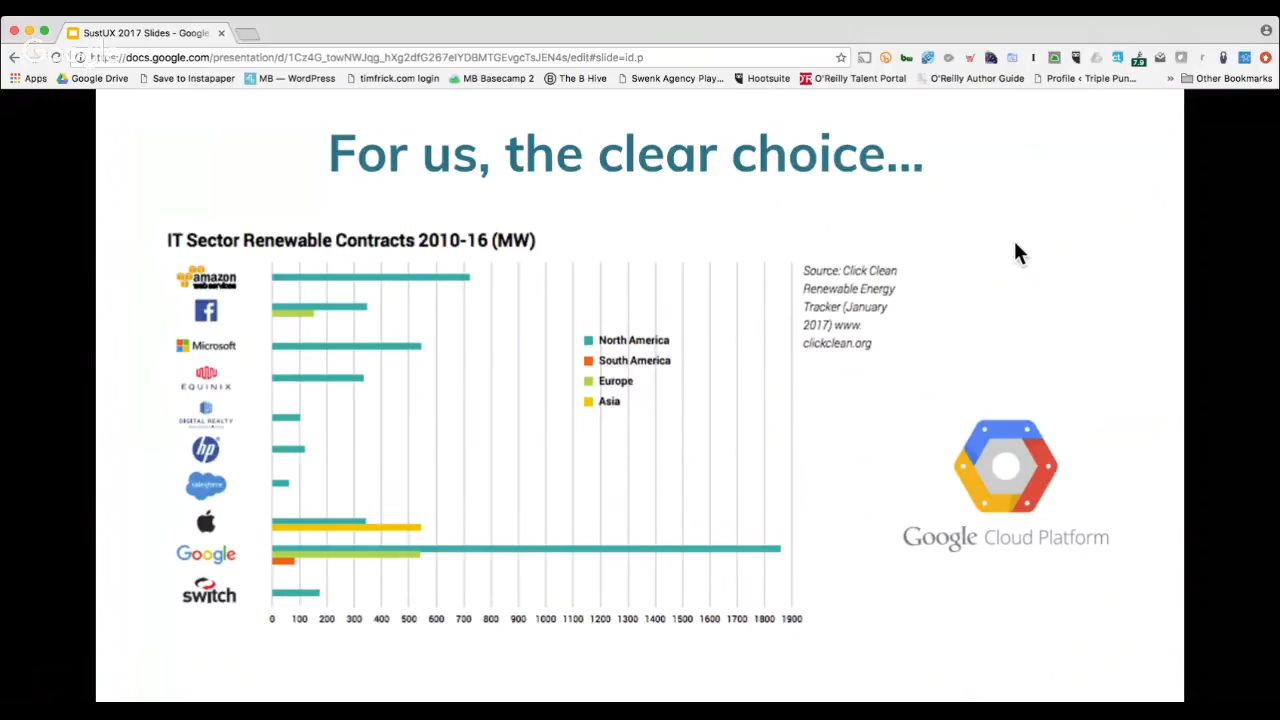 SustUX 2017 Slides - Google
https://docs.google.com/presentation/d/1Cz4G_towNWJqg_hXg2dfG267eIYDBMTGEvgcTsJEN4s/edit#slide=id.p
Apps Google Drive Save to Instapaper MB — WordPress timfrick.com login MB Basecamp 2 The B Hive Swenk Agency Play... Hootsuite O'Reilly Talent Portal O'Reilly Author Guide Profile ‹ Triple Pun... » Other Bookmarks
For us, the clear choice...
IT Sector Renewable Contracts 2010-16 (MW)
amazon
web services
Microsoft
EQUINIX
DIGITAL REALTY
hp
salesforce
Google
switch
North America
South America
Europe
Asia
0 100 200 300 400 500 600 700 800 900 1000 1100 1200 1300 1400 1500 1600 1700 1800 1900
Source: Click Clean
Renewable Energy
Tracker (January
2017) www.
clickclean.org
Google Cloud Platform